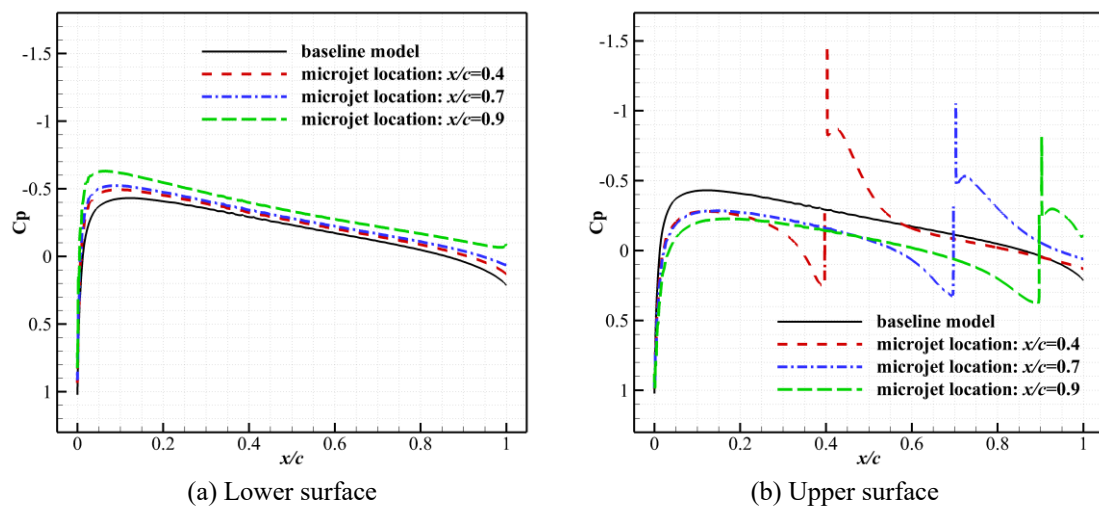 -1.5
-1
-0.5
0
0.5
1
Cp
0
0.2
0.4
0.6
0.8
1
x/c
baseline model
microjet location: x/c=0.4
microjet location: x/c=0.7
microjet location: x/c=0.9
(a) Lower surface
-1.5
-1
-0.5
0
0.5
1
Cp
0
0.2
0.4
0.6
0.8
1
x/c
baseline model
microjet location: x/c=0.4
microjet location: x/c=0.7
microjet location: x/c=0.9
(b) Upper surface